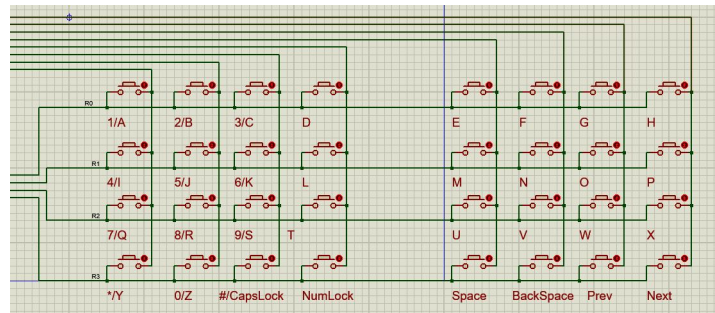 R0
1/A 2/B 3/C D E F G H
R1
4/I 5/J 6/K L M N O P
R2
7/Q 8/R 9/S T U V W X
R3
*/Y 0/Z #/CapsLock NumLock Space BackSpace Prev Next